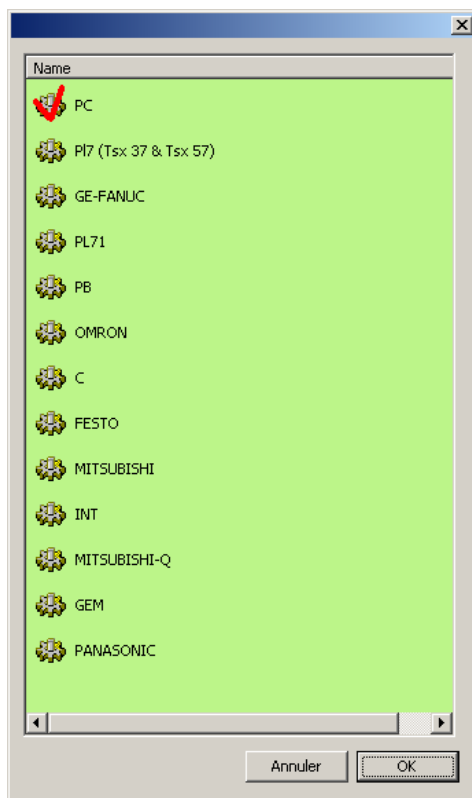 Name
PC
Pl7 (Tsx 37 & Tsx 57)
GE-FANUC
PL71
PB
OMRON
C
FESTO
MITSUBISHI
INT
MITSUBISHI-Q
GEM
PANASONIC
Annuler
OK